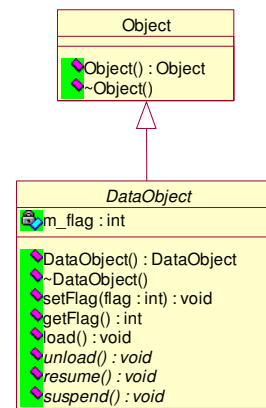 Object
Object() : Object
~Object()
DataObject
m_flag : int
DataObject() : DataObject
~DataObject()
setFlag(flag : int) : void
getFlag() : int
load() : void
unload() : void
resume() : void
suspend() : void